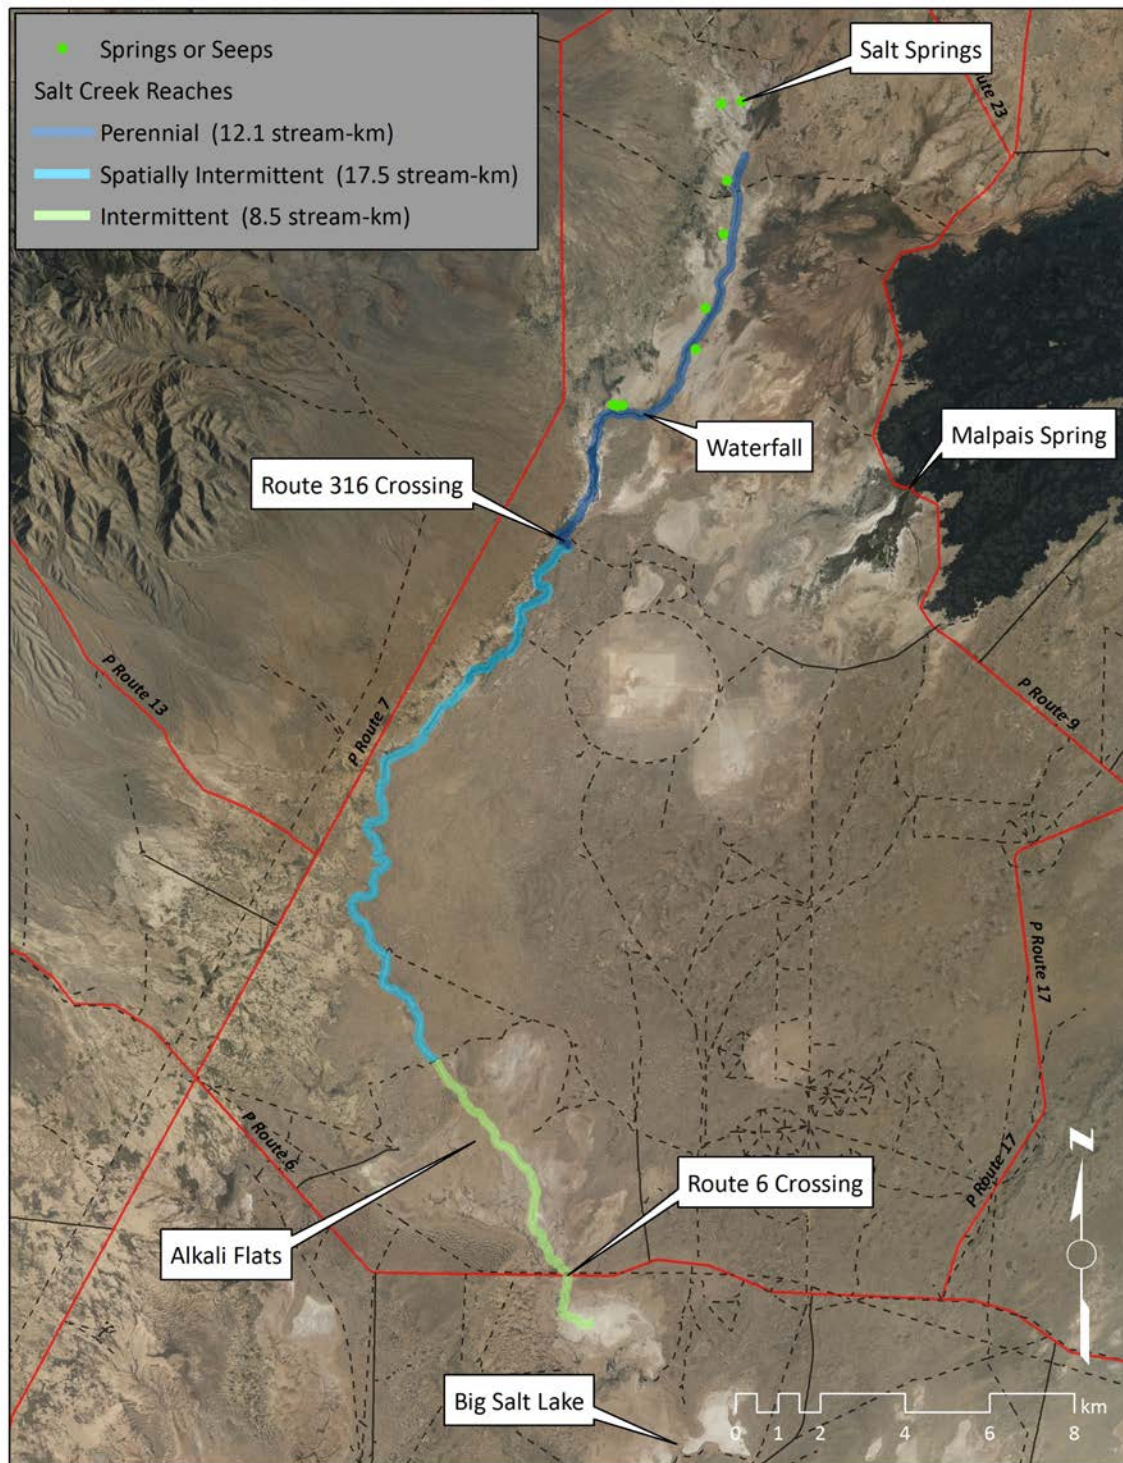 Springs or Seeps
Salt Creek Reaches
Perennial (12.1 stream-km)
Spatially Intermittent (17.5 stream-km)
Intermittent (8.5 stream-km)
Salt Springs
Route 23
Waterfall
Malpais Spring
Route 316 Crossing
P Route 13
P Route 7
P Route 9
P Route 17
P Route 6
P Route 17
Route 6 Crossing
Alkali Flats
N
Big Salt Lake
km
0 1 2 4 6 8